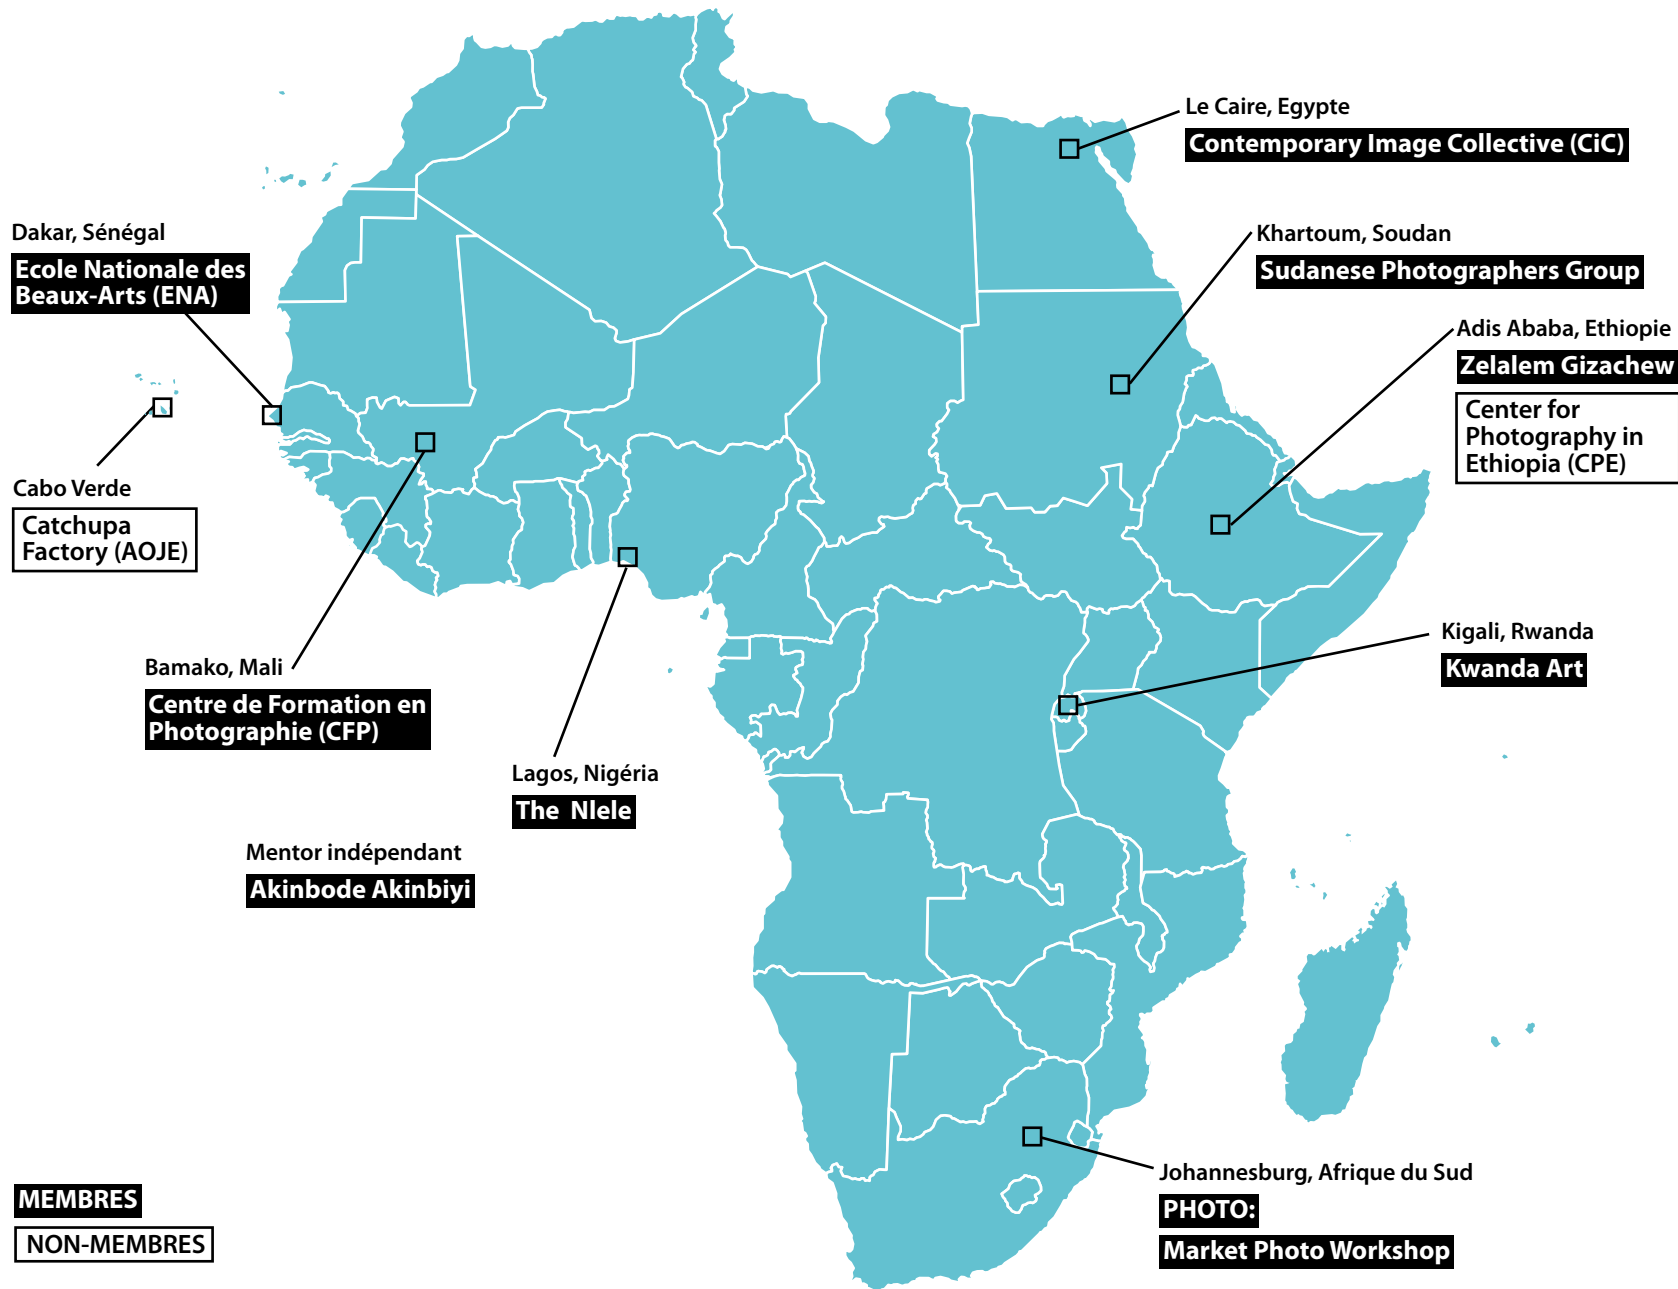 Le Caire, Egypte
Contemporary Image Collective (CiC)
Dakar, Sénégal
Ecole Nationale des
Beaux-Arts (ENA)
Khartoum, Soudan
Sudanese Photographers Group
Adis Ababa, Ethiopie
Zelalem Gizachew
Center for
Photography in
Ethiopia (CPE)
Cabo Verde
Catchupa
Factory (AOJE)
Kigali, Rwanda
Kwanda Art
Bamako, Mali
Centre de Formation en
Photographie (CFP)
Lagos, Nigéria
The Nlele
Mentor indépendant
Akinbode Akinbiyi
Johannesburg, Afrique du Sud
PHOTO:
Market Photo Workshop
MEMBRES
NON-MEMBRES